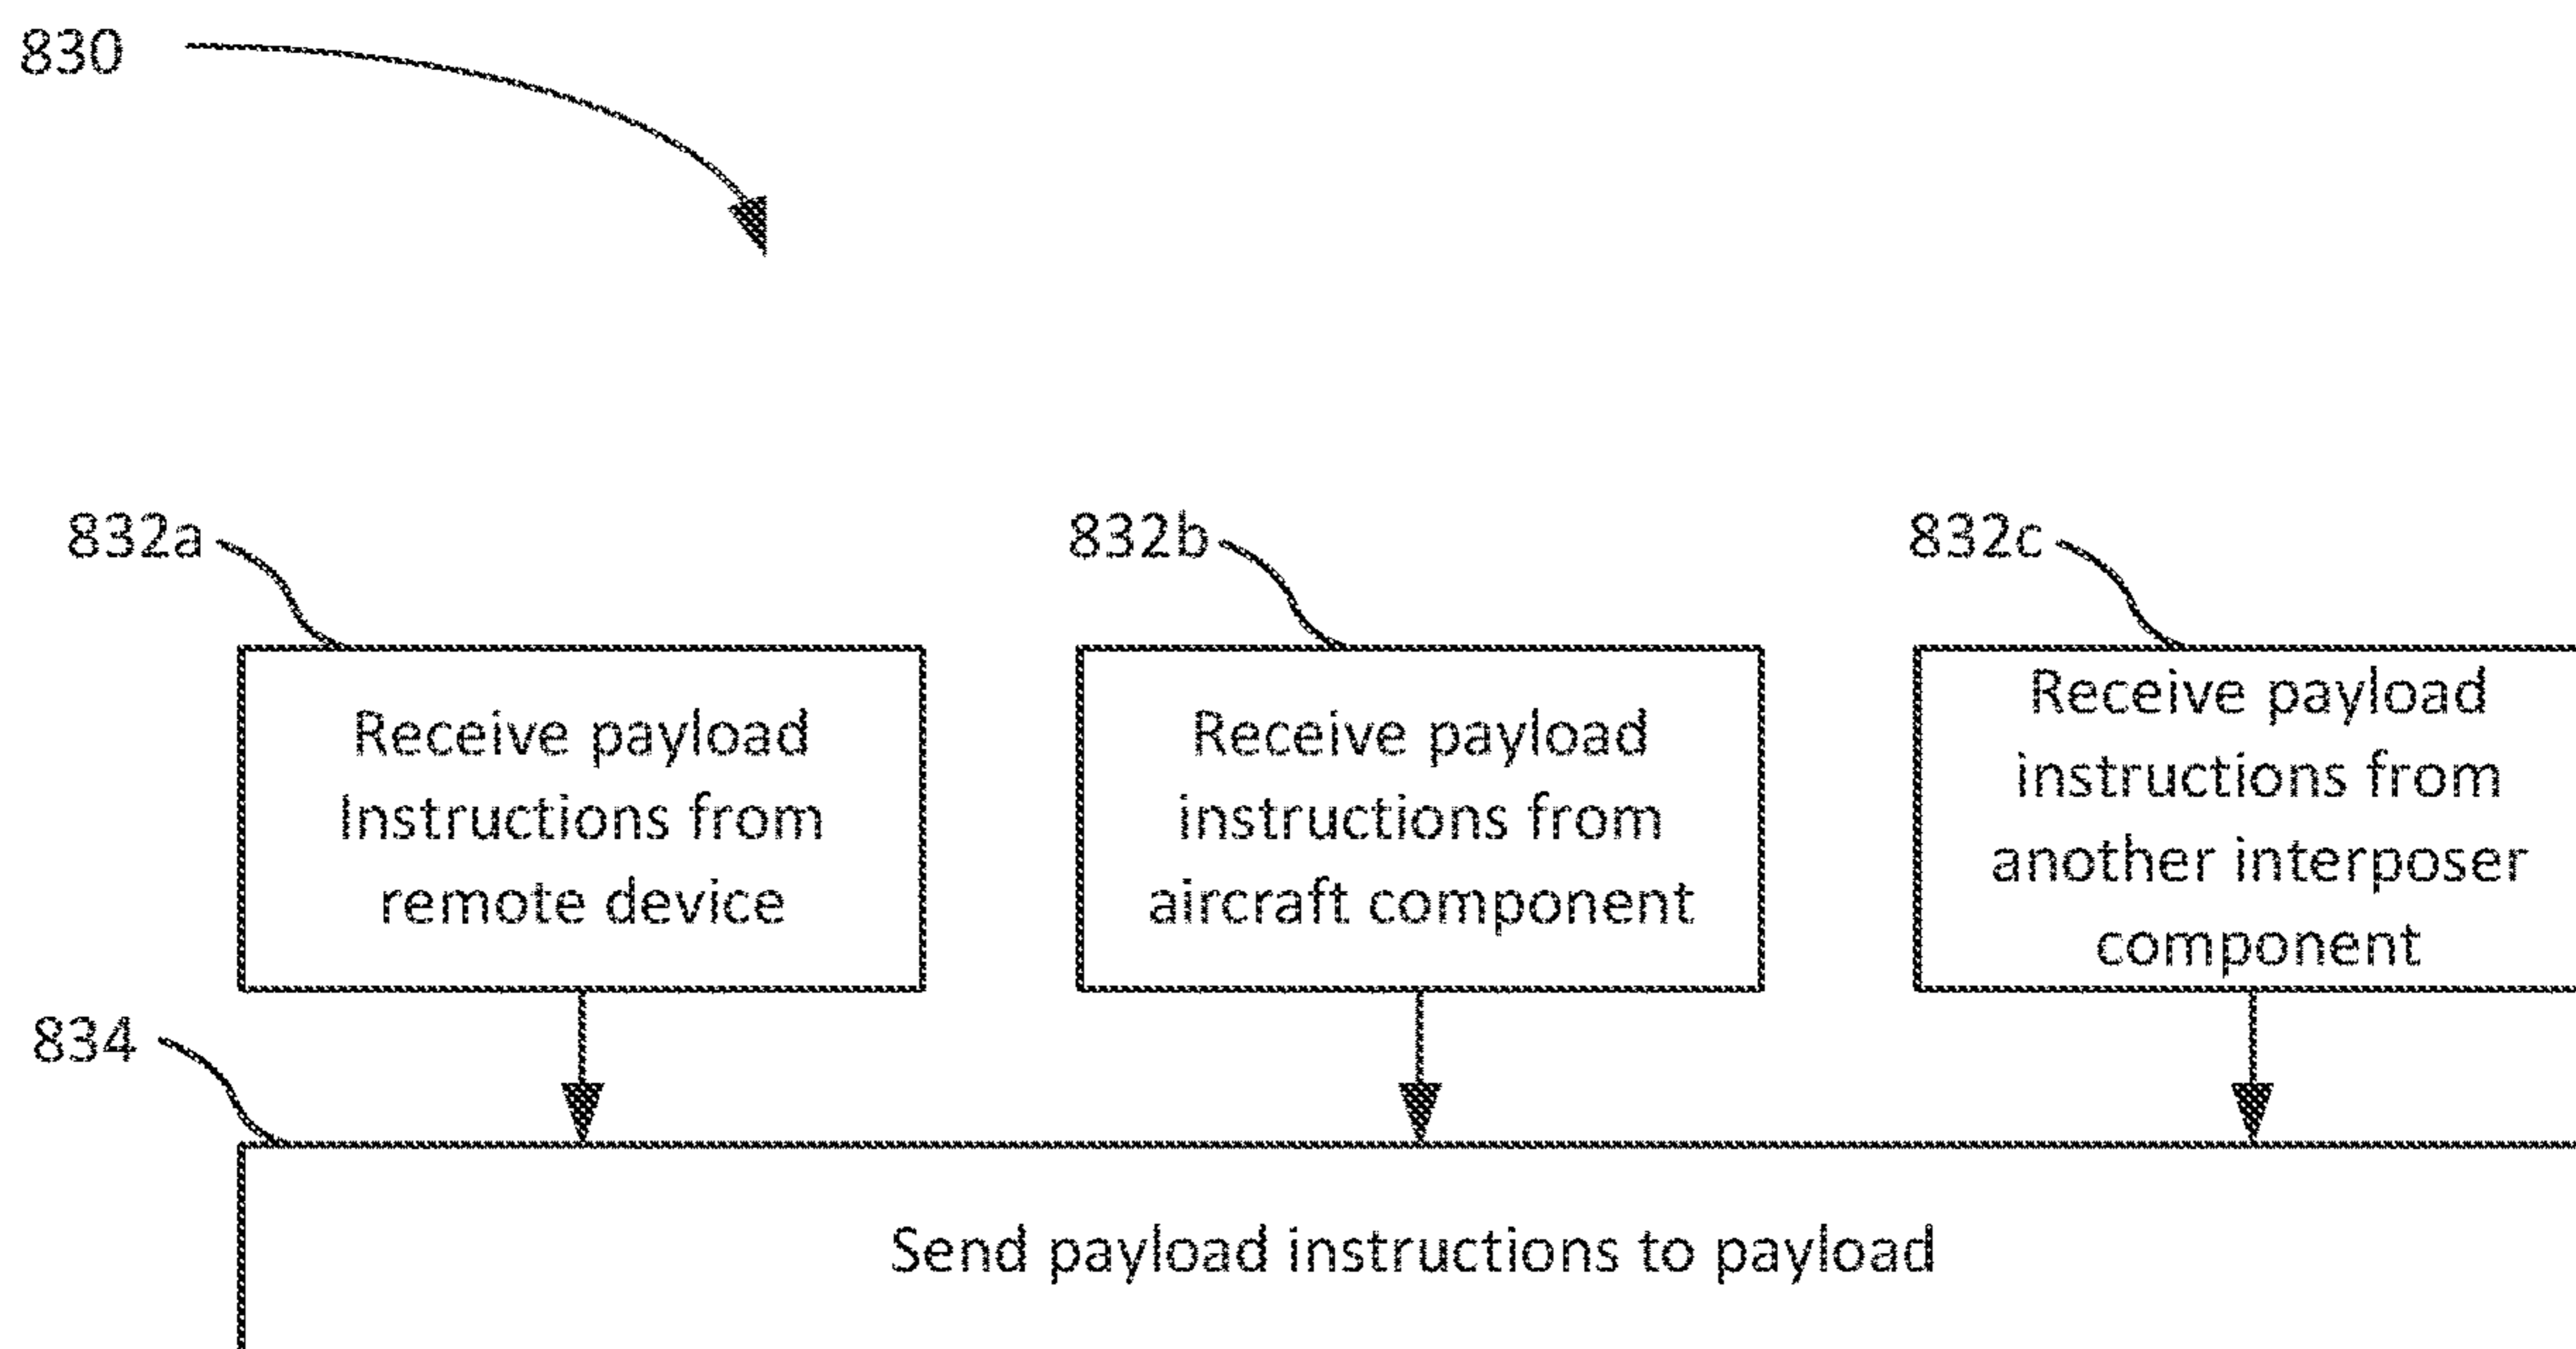 830
832a
832b
832c
Receive payload
Instructions from
remote device
Receive payload
instructions from
aircraft component
Receive payload
instructions from
another interposer
component
834
Send payload instructions to payload